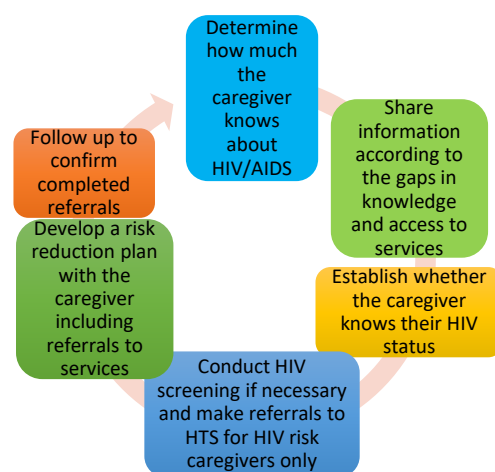 Determine
how much
the
caregiver
knows
about
HIV/AIDS
Share
information
according to
the gaps in
knowledge
and access to
services
Establish whether
the caregiver
knows their HIV
status
Conduct HIV
screening if necessary
and make referrals to
HTS for HIV risk
caregivers only
Develop a risk
reduction plan
with the
caregiver
including
referrals to
services
Follow up to
confirm
completed
referrals